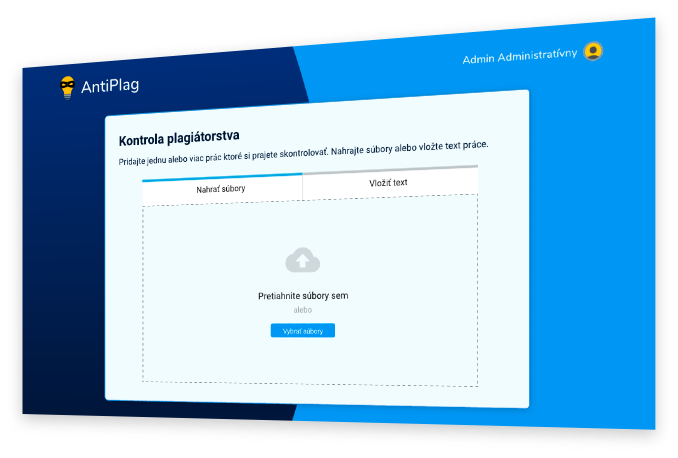 AntiPlag
Admin Administratívny
Kontrola plagiátorstva
Pridajte jednu alebo viac prác ktoré si prajete skontrolovať. Nahrajte súbory alebo vložte text práce.
Nahrať súbory
Vložiť text
Pretiahnite súbory sem
alebo
Vybrať súbory